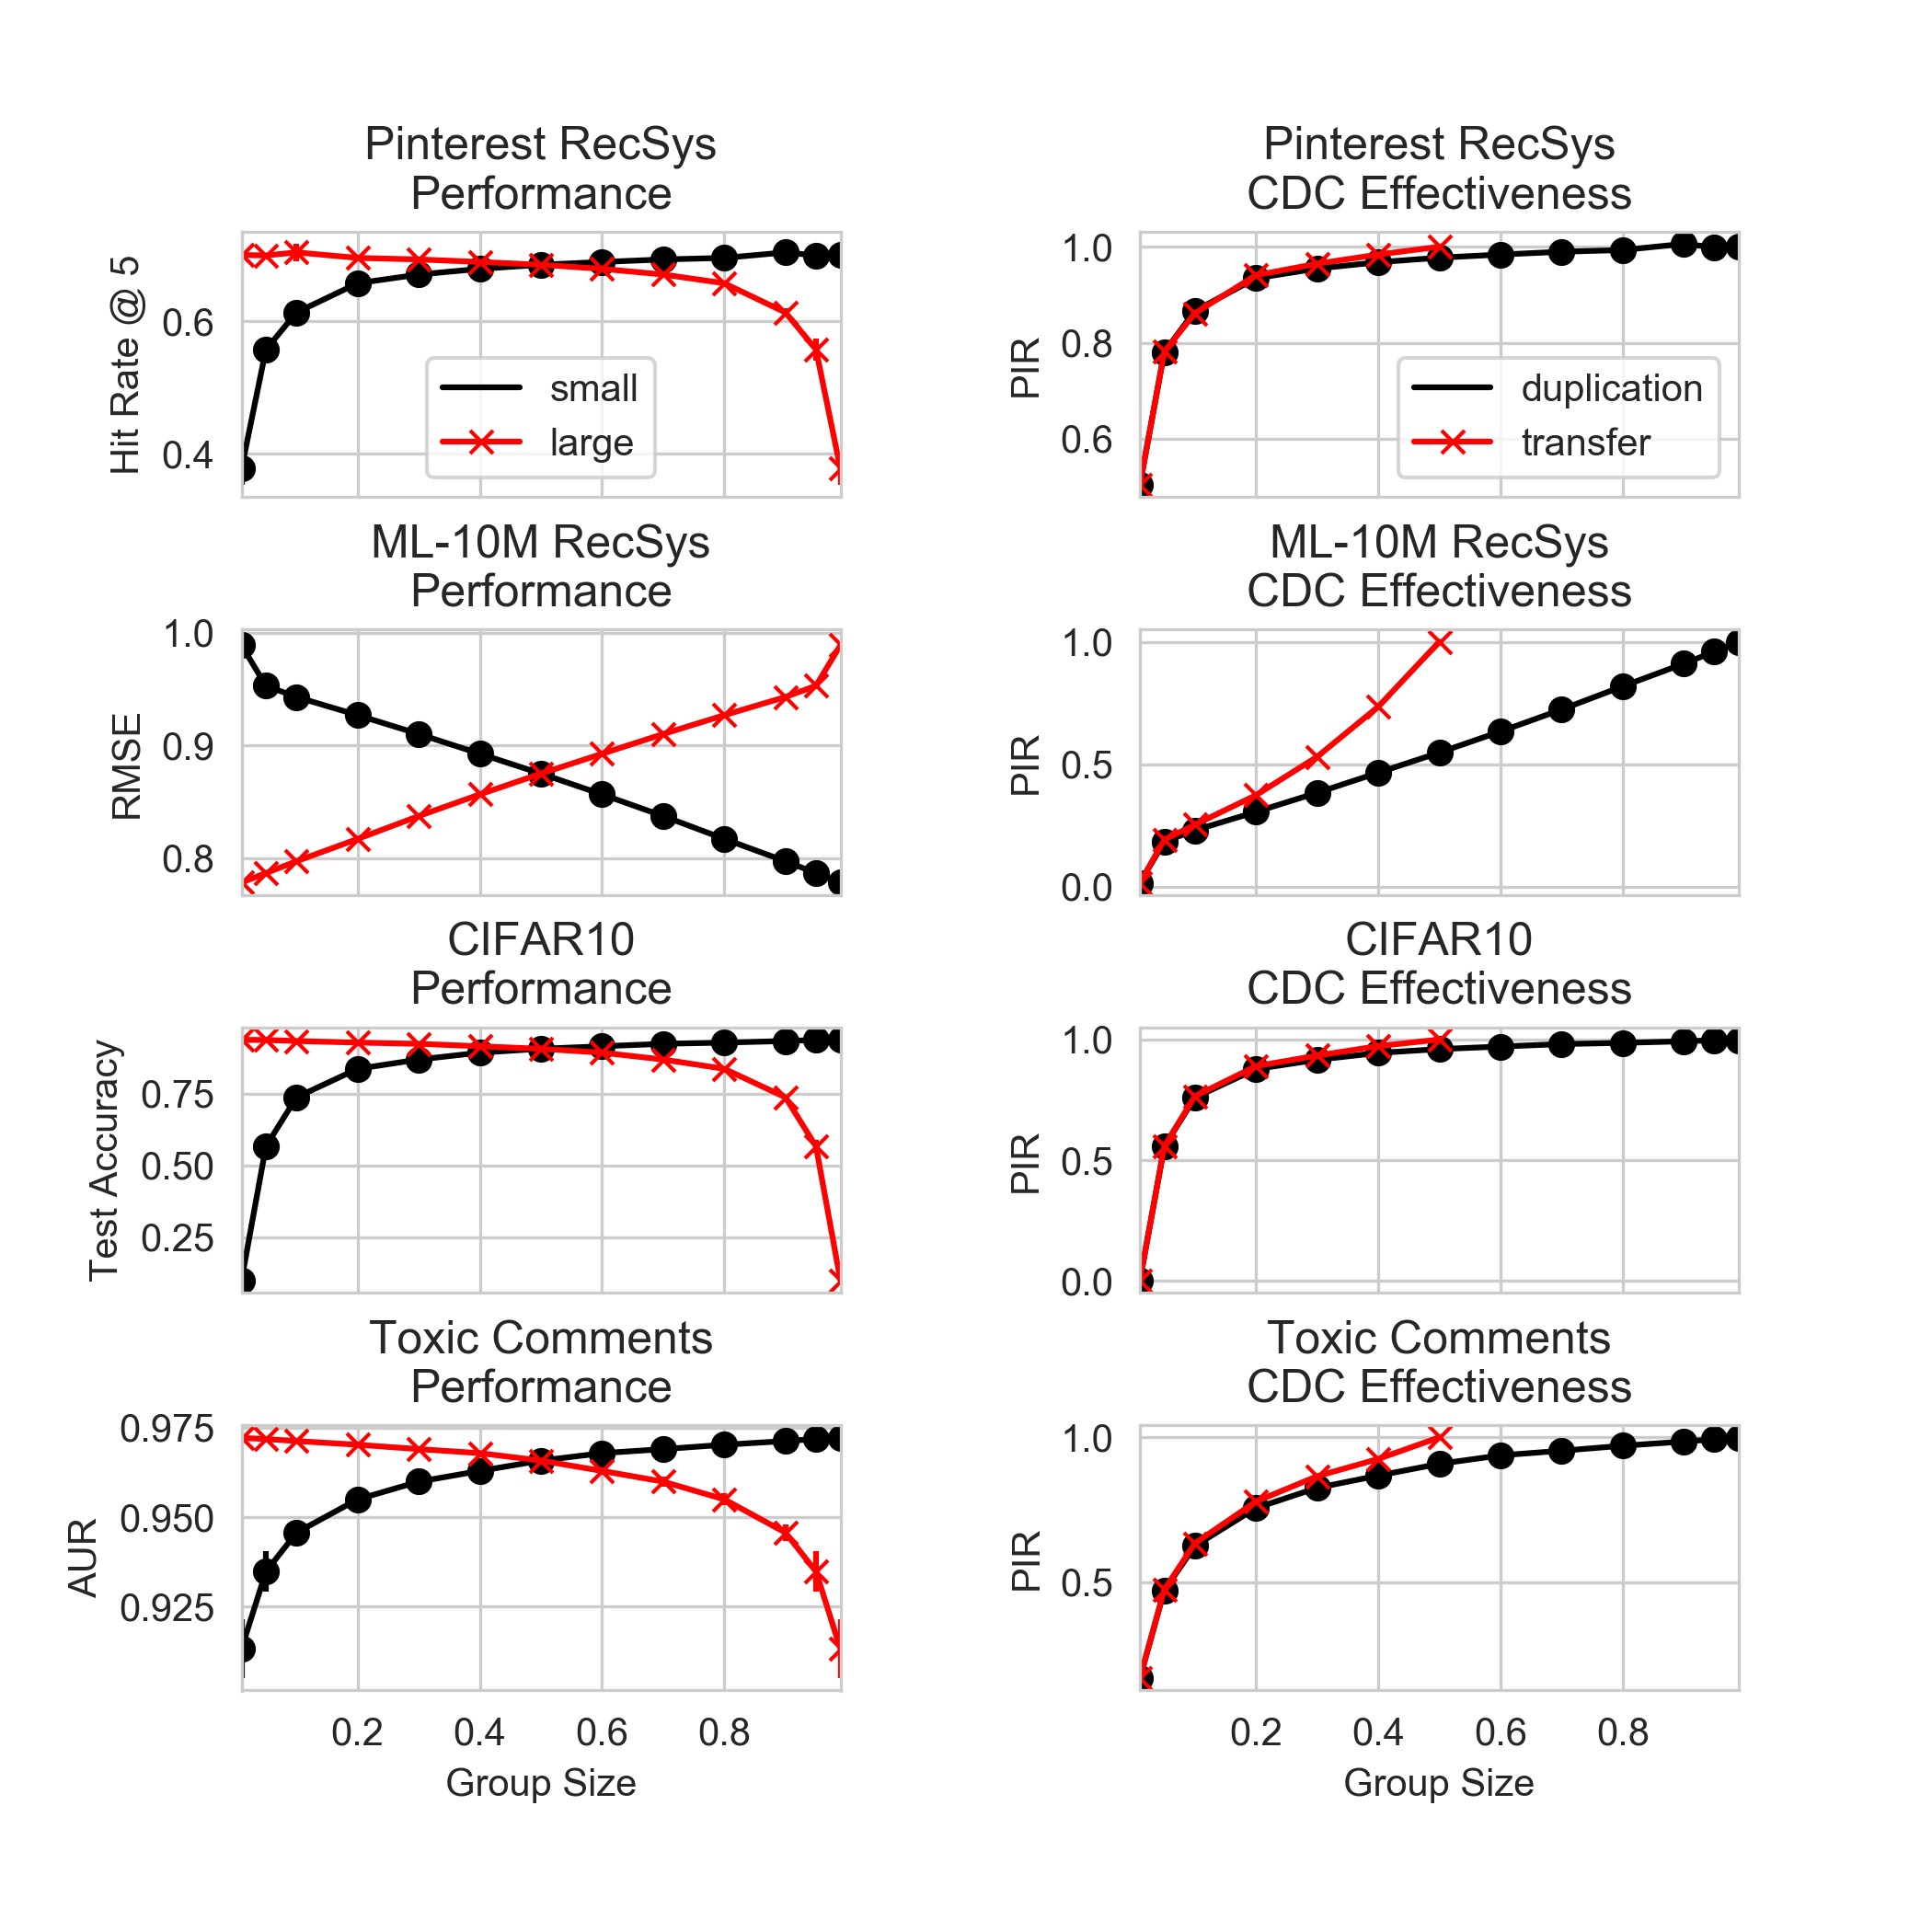 Pinterest RecSys
Performance
Hit Rate @ 5
0.6
0.4
small
large
Pinterest RecSys
CDC Effectiveness
PIR
1.0
0.8
0.6
duplication
transfer
ML-10M RecSys
Performance
RMSE
1.0
0.9
0.8
ML-10M RecSys
CDC Effectiveness
PIR
1.0
0.5
0.0
CIFAR10
Performance
Test Accuracy
0.75
0.50
0.25
CIFAR10
CDC Effectiveness
PIR
1.0
0.5
0.0
Toxic Comments
Performance
AUR
0.975
0.950
0.925
0.2 0.4 0.6 0.8
Group Size
Toxic Comments
CDC Effectiveness
PIR
1.0
0.5
0.2 0.4 0.6 0.8
Group Size